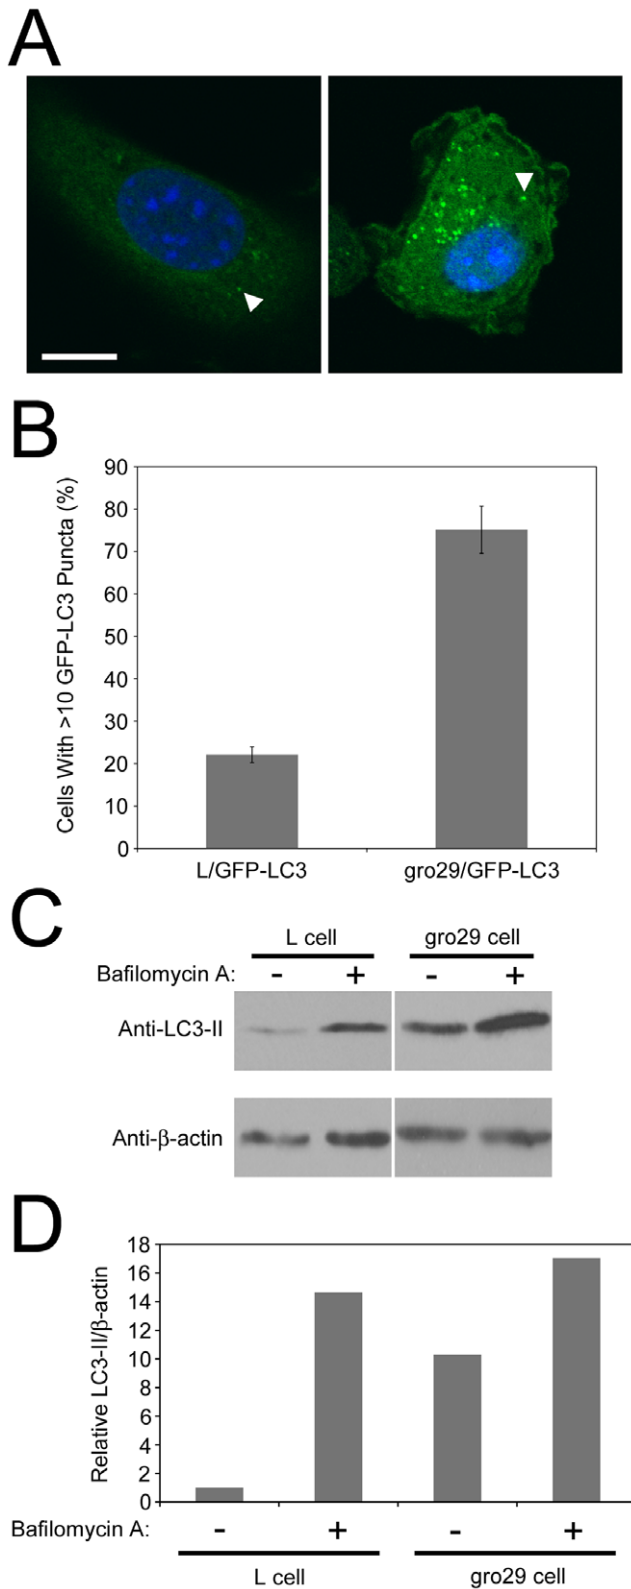 A
B
Cells With >10 GFP-LC3 Puncta (%)
90
80
70
60
50
40
30
20
10
0
L/GFP-LC3 gro29/GFP-LC3
C
L cell gro29 cell
Bafilomycin A: - + - +
Anti-LC3-II
Anti-β-actin
D
Relative LC3-II/β-actin
18
16
14
12
10
8
6
4
2
0
Bafilomycin A: - + - +
L cell gro29 cell